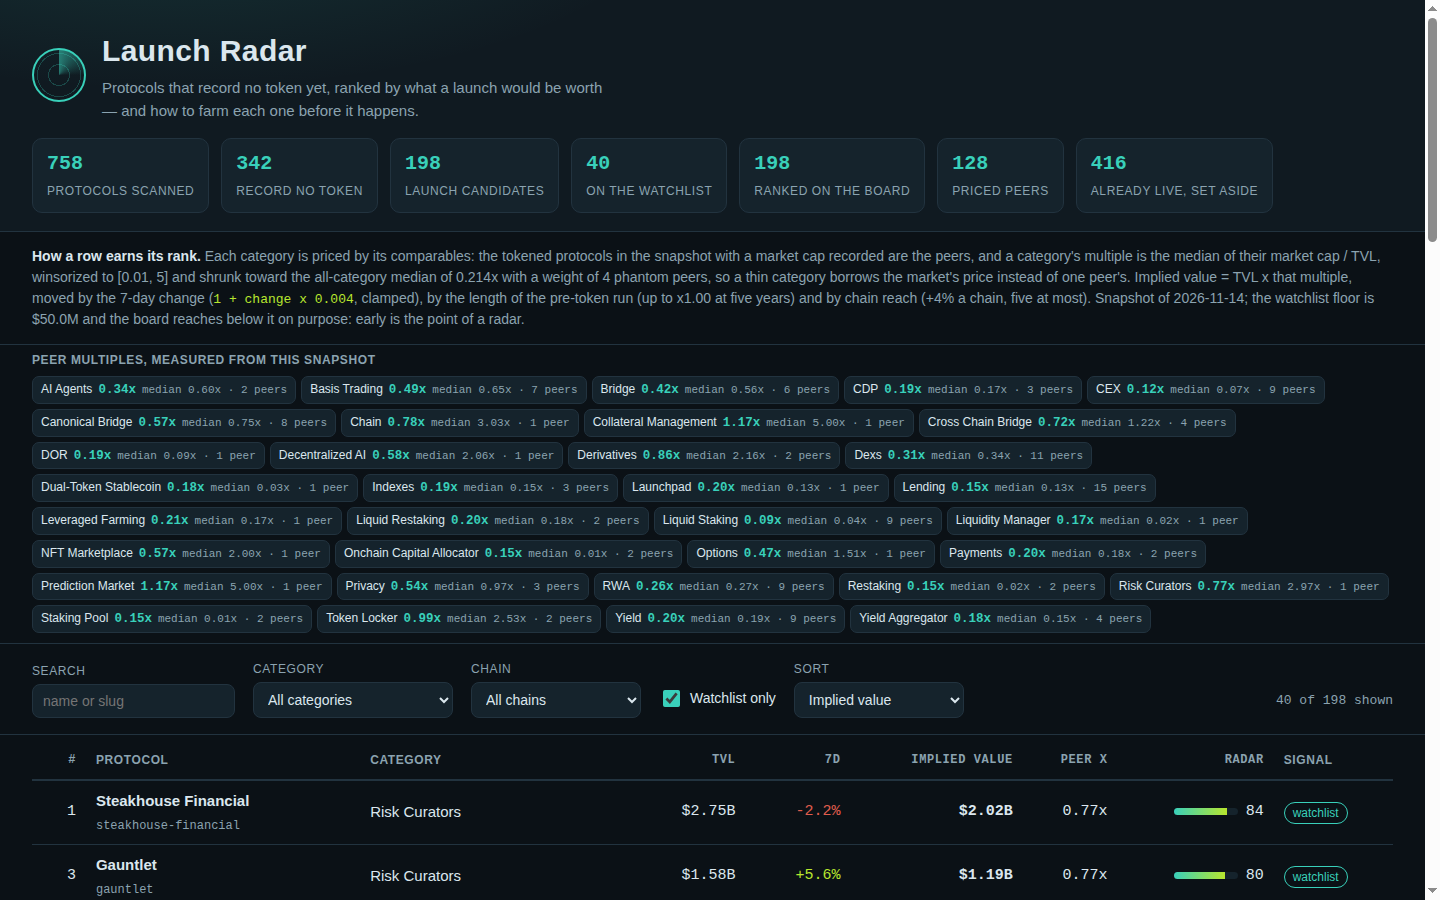 Launch Radar
Protocols that record no token yet, ranked by what a launch would be worth
— and how to farm each one before it happens.
758 342 198 40 198 128 416
PROTOCOLS SCANNED RECORD NO TOKEN LAUNCH CANDIDATES ON THE WATCHLIST RANKED ON THE BOARD PRICED PEERS ALREADY LIVE, SET ASIDE
How a row earns its rank. Each category is priced by its comparables: the tokened protocols in the snapshot with a market cap recorded are the peers, and a category's multiple is the median of their market cap / TVL,
winsorized to [0.01, 5] and shrunk toward the all-category median of 0.214x with a weight of 4 phantom peers, so a thin category borrows the market's price instead of one peer's. Implied value = TVL x that multiple,
moved by the 7-day change (1 + change x 0.004, clamped), by the length of the pre-token run (up to x1.00 at five years) and by chain reach (+4% a chain, five at most). Snapshot of 2026-11-14; the watchlist floor is
$50.0M and the board reaches below it on purpose: early is the point of a radar.
PEER MULTIPLES, MEASURED FROM THIS SNAPSHOT
AI Agents 0.34x median 0.60x · 2 peers Basis Trading 0.49x median 0.65x · 7 peers Bridge 0.42x median 0.56x · 6 peers CDP 0.19x median 0.17x · 3 peers CEX 0.12x median 0.07x · 9 peers
Canonical Bridge 0.57x median 0.75x · 8 peers Chain 0.78x median 3.03x · 1 peer Collateral Management 1.17x median 5.00x · 1 peer Cross Chain Bridge 0.72x median 1.22x · 4 peers
DOR 0.19x median 0.09x · 1 peer Decentralized AI 0.58x median 2.06x · 1 peer Derivatives 0.86x median 2.16x · 2 peers Dexs 0.31x median 0.34x · 11 peers
Dual-Token Stablecoin 0.18x median 0.03x · 1 peer Indexes 0.19x median 0.15x · 3 peers Launchpad 0.20x median 0.13x · 1 peer Lending 0.15x median 0.13x · 15 peers
Leveraged Farming 0.21x median 0.17x · 1 peer Liquid Restaking 0.20x median 0.18x · 2 peers Liquid Staking 0.09x median 0.04x · 9 peers Liquidity Manager 0.17x median 0.02x · 1 peer
NFT Marketplace 0.57x median 2.00x · 1 peer Onchain Capital Allocator 0.15x median 0.01x · 2 peers Options 0.47x median 1.51x · 1 peer Payments 0.20x median 0.18x · 2 peers
Prediction Market 1.17x median 5.00x · 1 peer Privacy 0.54x median 0.97x · 3 peers RWA 0.26x median 0.27x · 9 peers Restaking 0.15x median 0.02x · 2 peers Risk Curators 0.77x median 2.97x · 1 peer
Staking Pool 0.15x median 0.01x · 2 peers Token Locker 0.99x median 2.53x · 2 peers Yield 0.20x median 0.19x · 9 peers Yield Aggregator 0.18x median 0.15x · 4 peers
SEARCH CATEGORY CHAIN SORT
name or slug All categories All chains Watchlist only Implied value 40 of 198 shown
# PROTOCOL CATEGORY TVL 7D IMPLIED VALUE PEER X RADAR SIGNAL
1 Steakhouse Financial Risk Curators $2.75B -2.2% $2.02B 0.77x 84 watchlist
steakhouse-financial
3 Gauntlet Risk Curators $1.58B +5.6% $1.19B 0.77x 80 watchlist
gauntlet